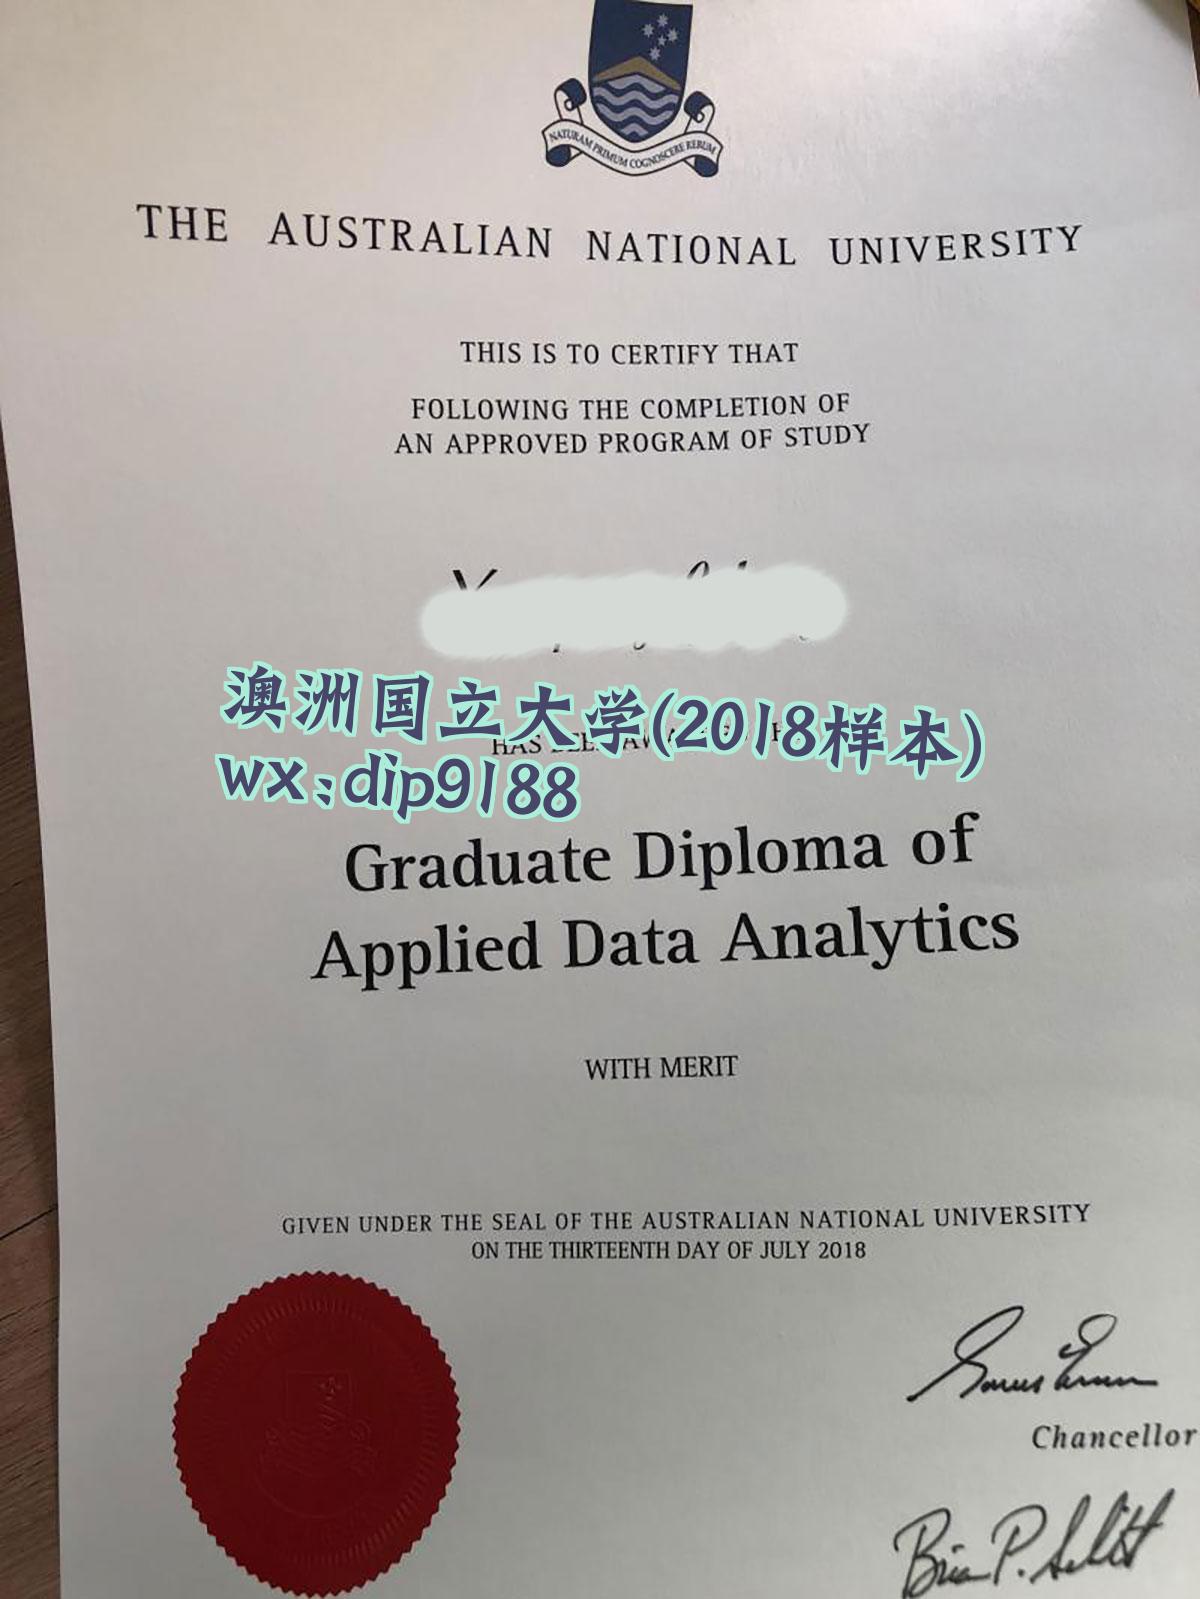 NATURAM PRIMUM COGNOSCERE RERUM
THE AUSTRALIAN NATIONAL UNIVERSITY
THIS IS TO CERTIFY THAT
FOLLOWING THE COMPLETION OF
AN APPROVED PROGRAM OF STUDY
澳洲国立大学(2018样本)
HAS
wx:dip9188
Graduate Diploma of
Applied Data Analytics
WITH MERIT
GIVEN UNDER THE SEAL OF THE AUSTRALIAN NATIONAL UNIVERSITY
ON THE THIRTEENTH DAY OF JULY 2018
Chancellor
Brian P. Schmidt